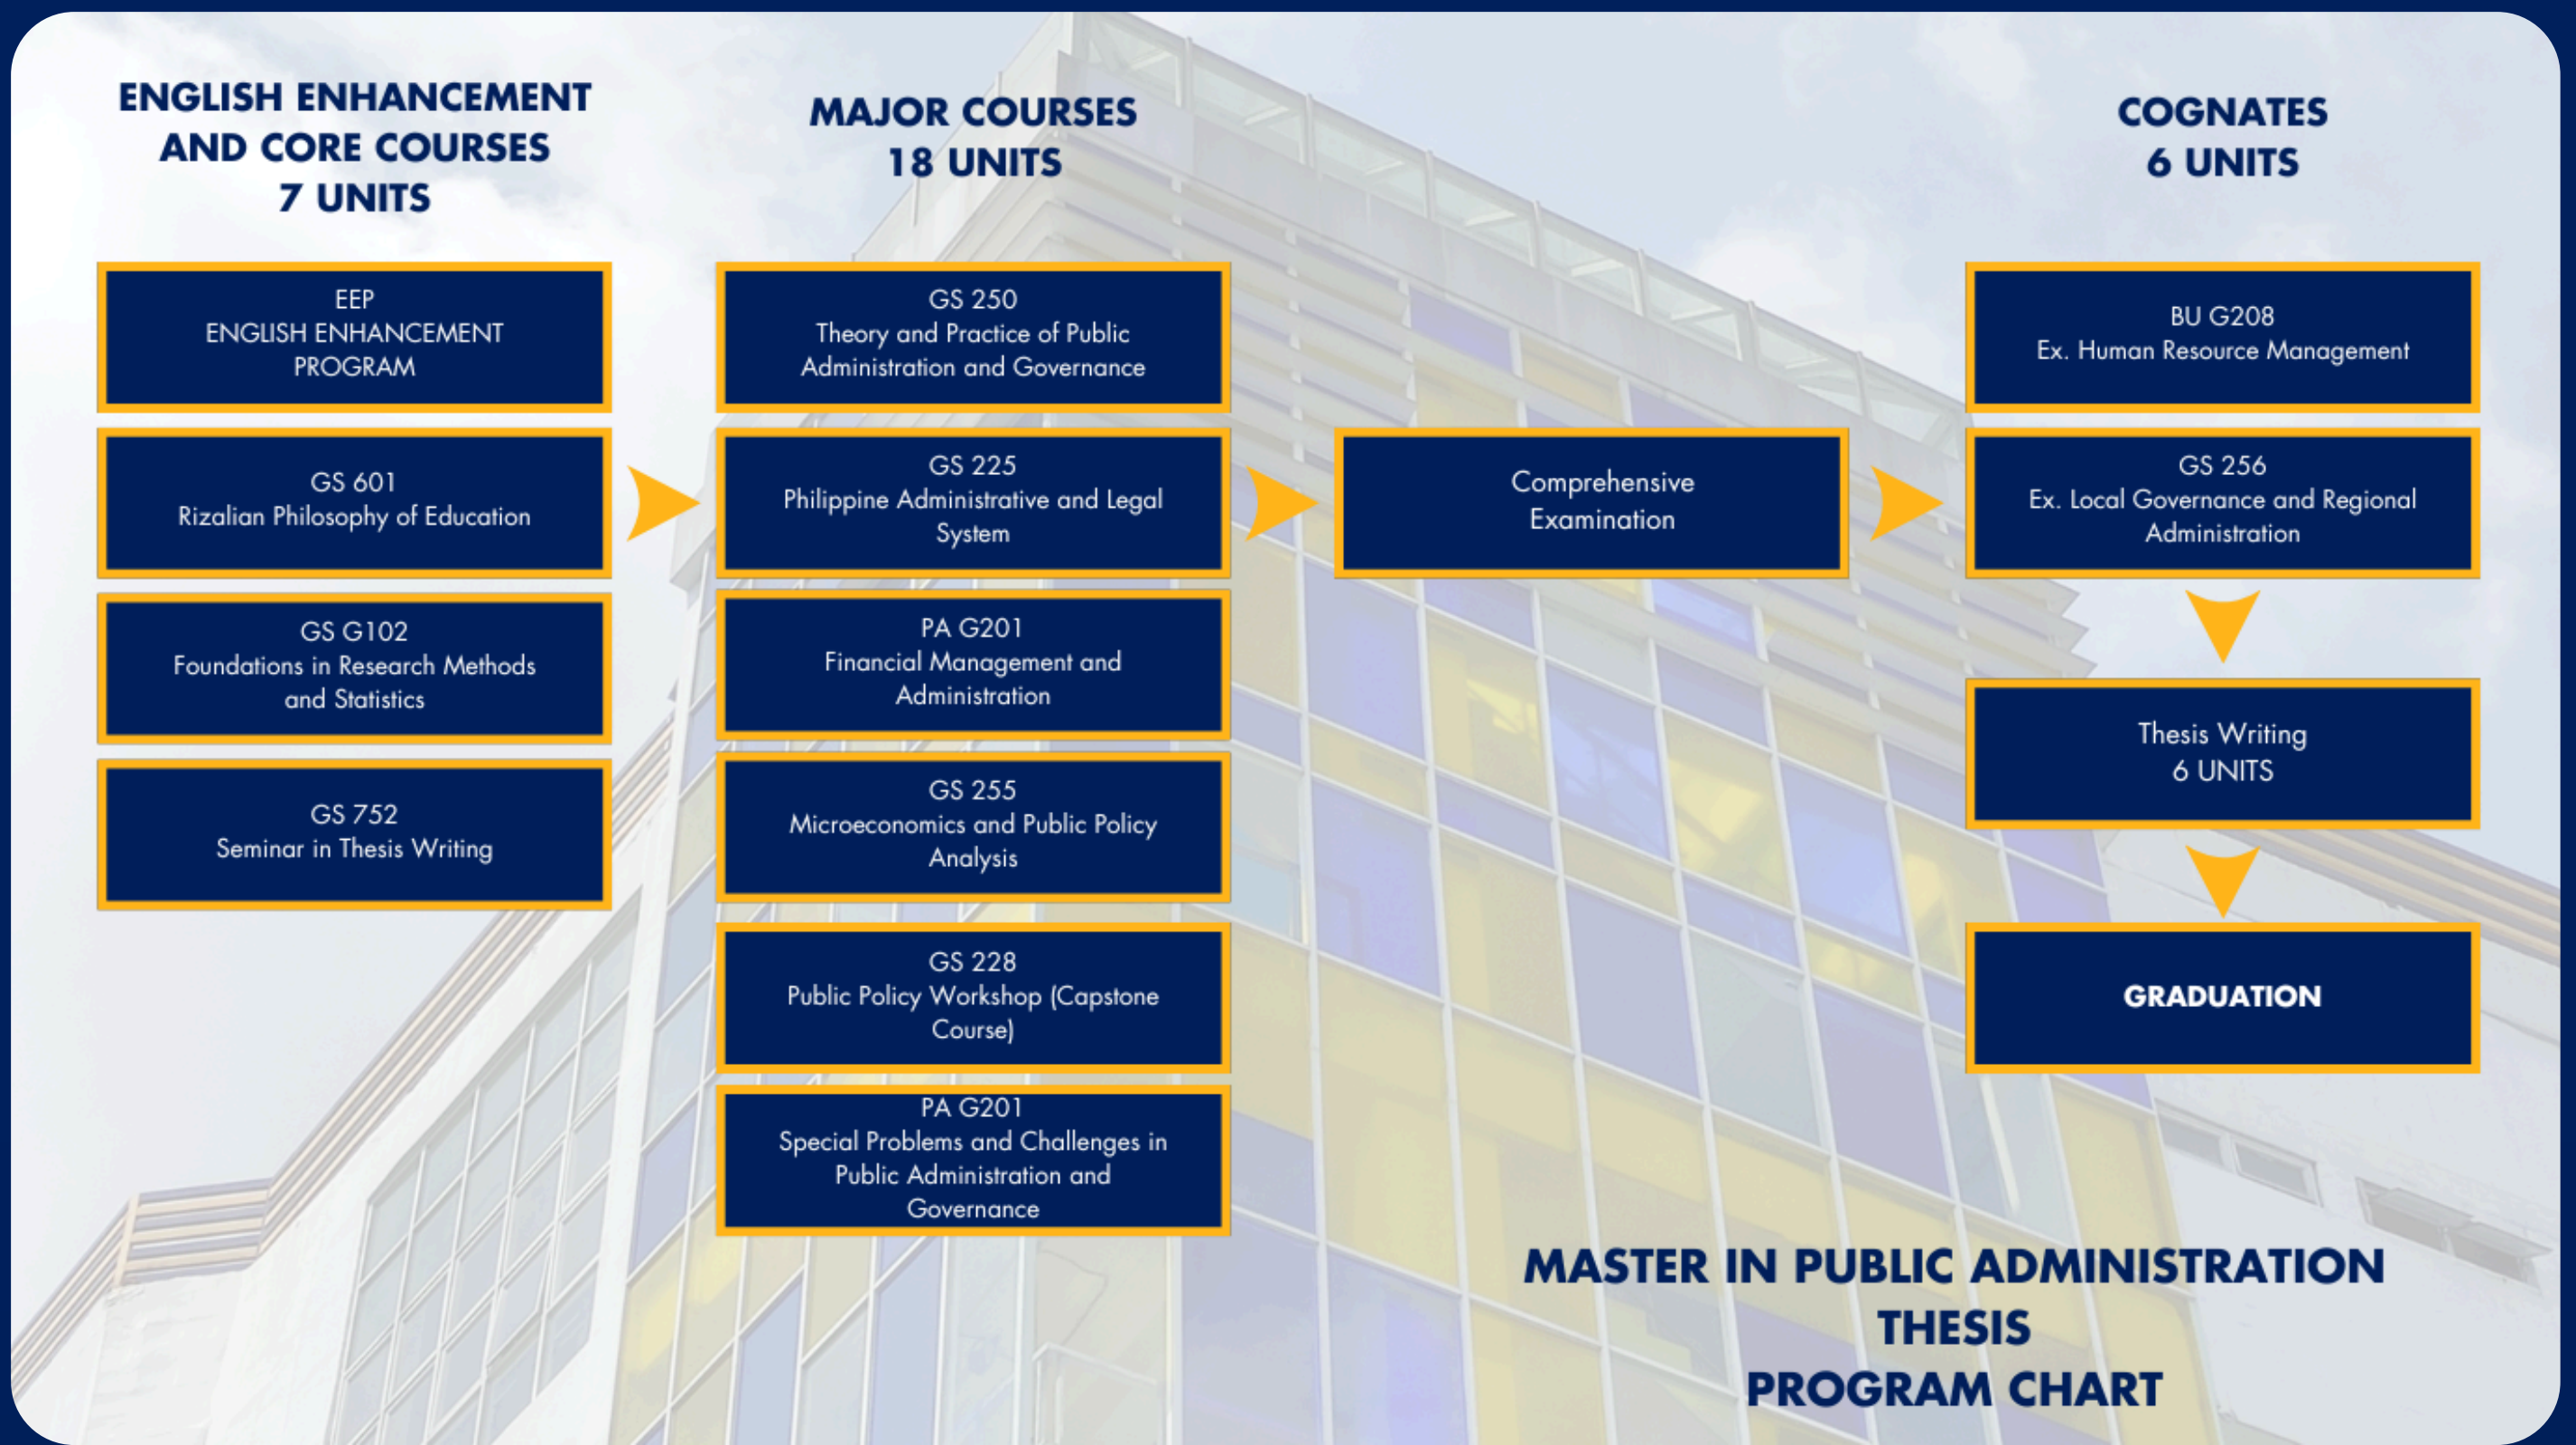 ENGLISH ENHANCEMENT
AND CORE COURSES
7 UNITS
EEP
ENGLISH ENHANCEMENT
PROGRAM
GS 601
Rizalian Philosophy of Education
GS G102
Foundations in Research Methods
and Statistics
GS 752
Seminar in Thesis Writing
MAJOR COURSES
18 UNITS
GS 250
Theory and Practice of Public
Administration and Governance
GS 225
Philippine Administrative and Legal
System
PA G201
Financial Management and
Administration
GS 255
Microeconomics and Public Policy
Analysis
GS 228
Public Policy Workshop (Capstone
Course)
PA G201
Special Problems and Challenges in
Public Administration and
Governance
Comprehensive
Examination
COGNATES
6 UNITS
BU G208
Ex. Human Resource Management
GS 256
Ex. Local Governance and Regional
Administration
Thesis Writing
6 UNITS
GRADUATION
MASTER IN PUBLIC ADMINISTRATION
THESIS
PROGRAM CHART